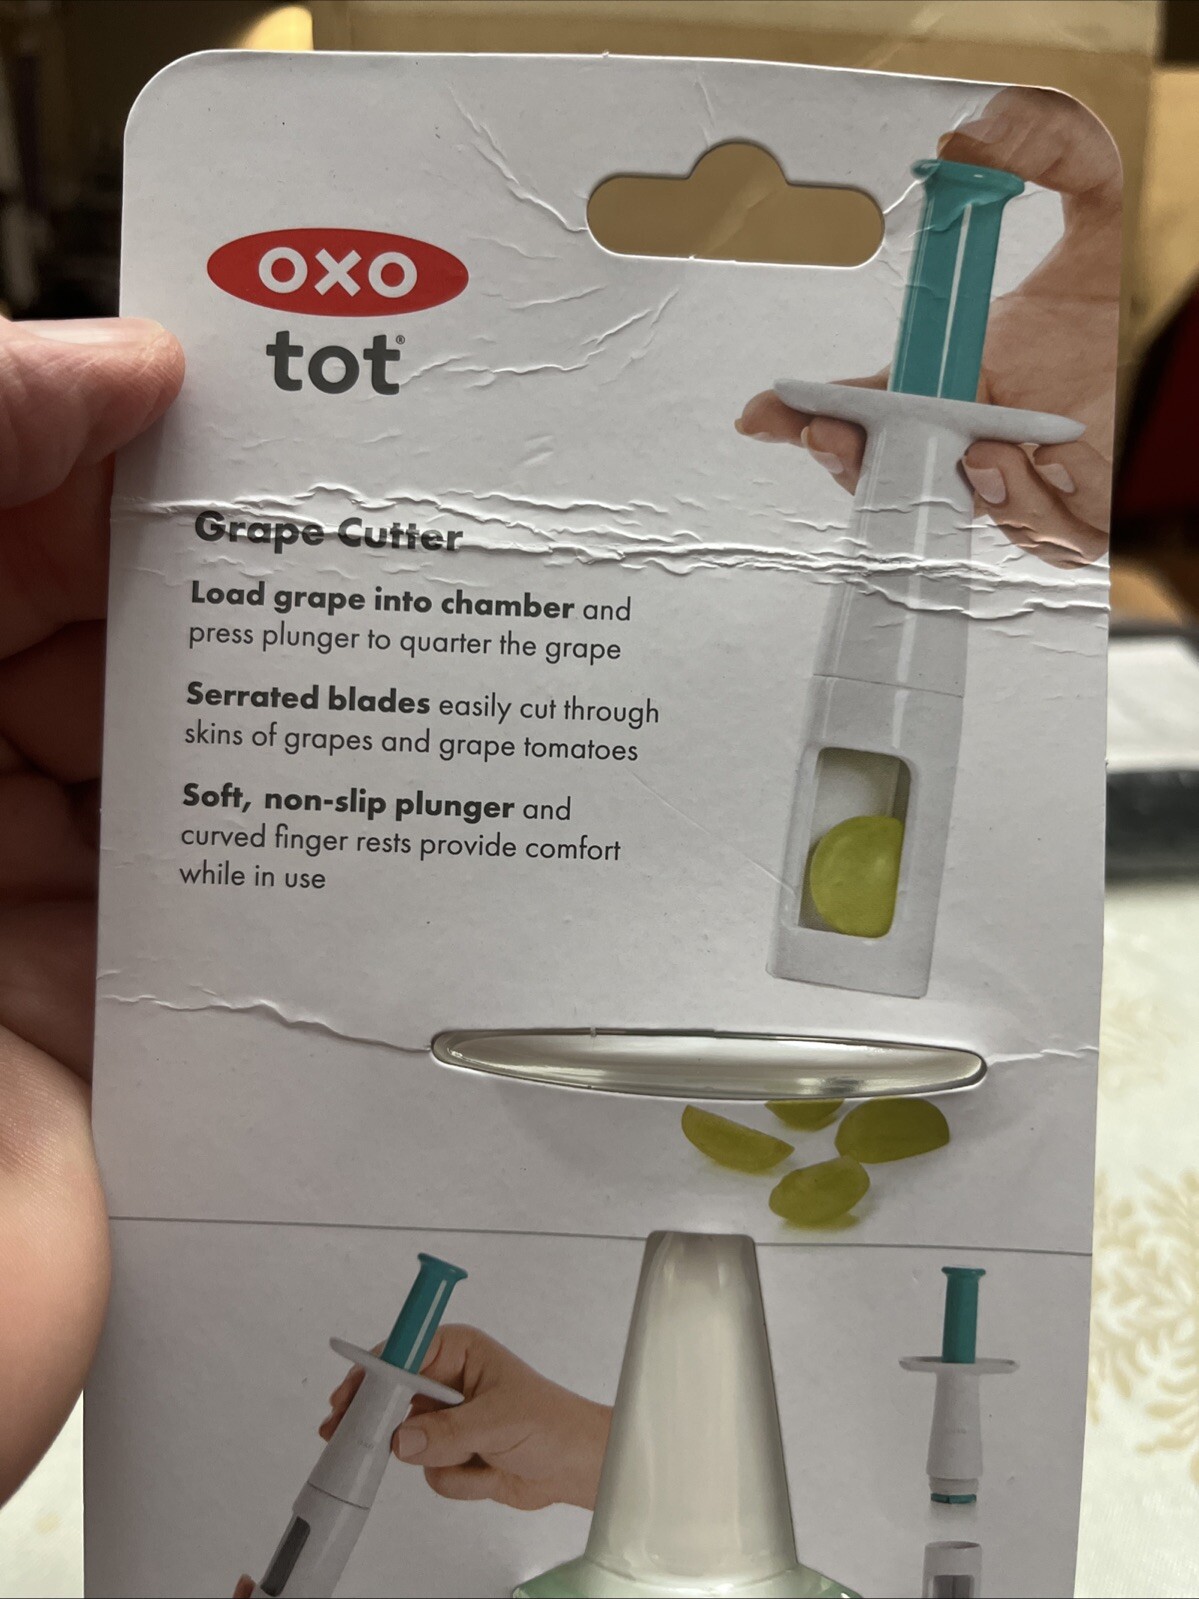 OXO
tot®
Grape Cutter
Load grape into chamber and
press plunger to quarter the grape
Serrated blades easily cut through
skins of grapes and grape tomatoes
Soft, non-slip plunger and
curved finger rests provide comfort
while in use